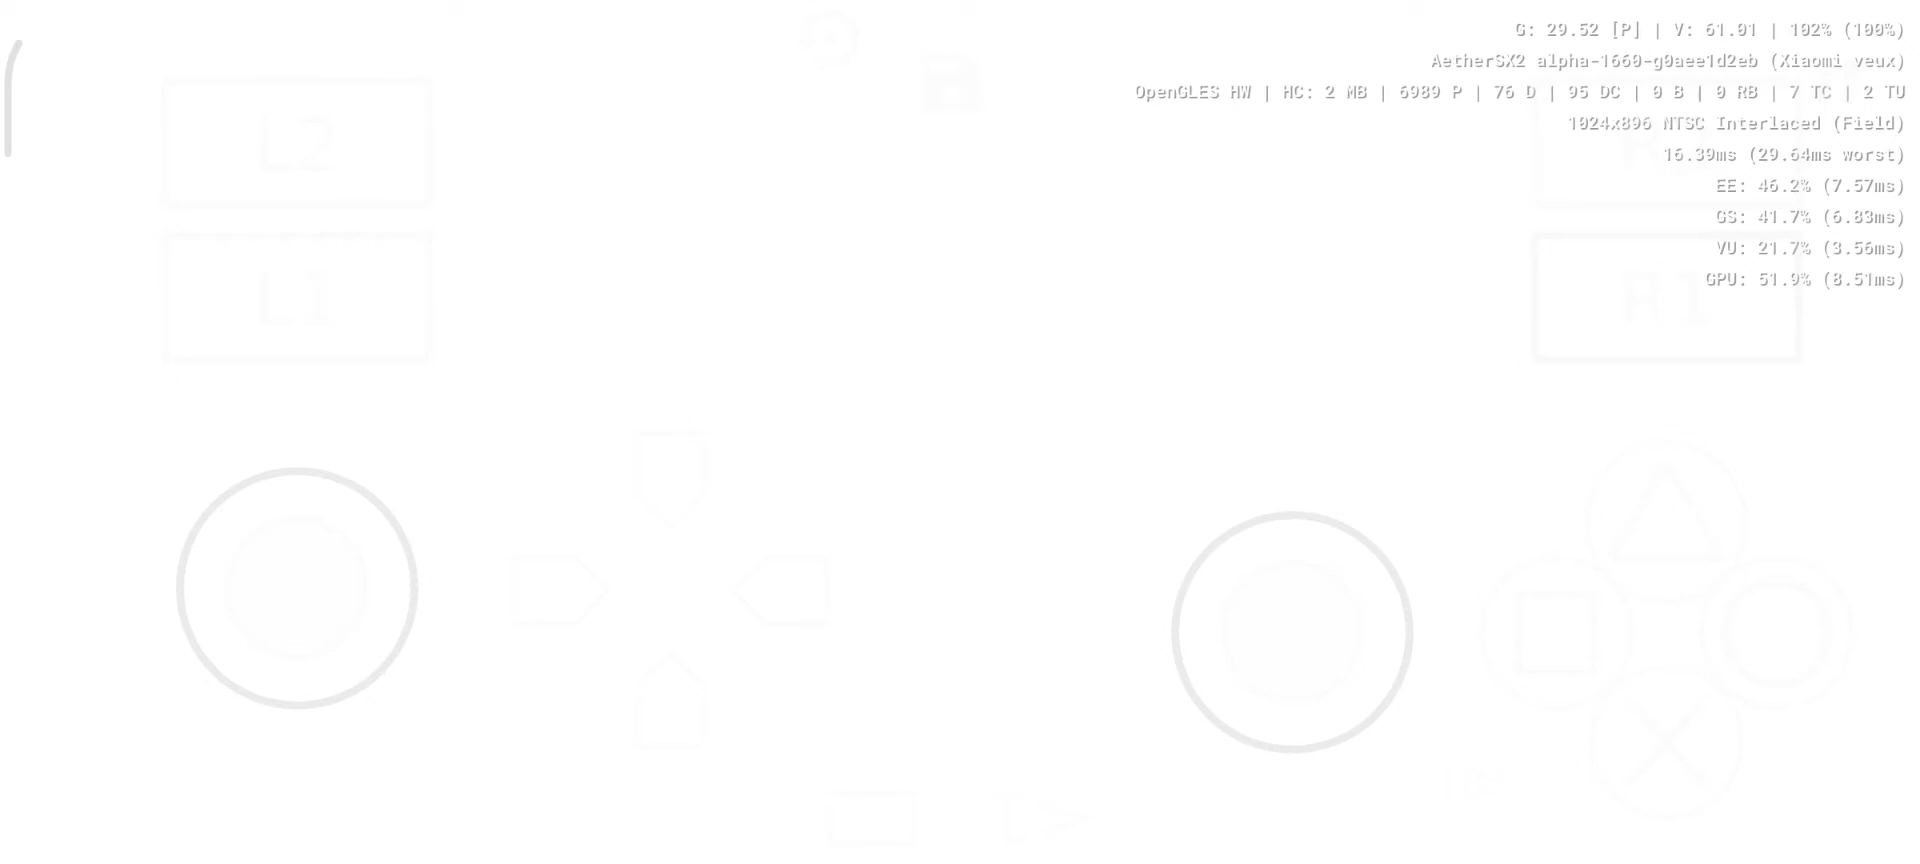 G: 29.52 [P] | V: 61.01 | 102% (100%)
AetherSX2 alpha-1660-g0aee1d2eb (Xiaomi veux)
OpenGLES HW | HC: 2 MB | 6989 P | 76 D | 95 DC | 0 B | 0 RB | 7 TC | 2 TU
1024x896 NTSC Interlaced (Field)
16.39ms (29.64ms worst)
EE: 46.2% (7.57ms)
GS: 41.7% (6.83ms)
VU: 21.7% (3.56ms)
GPU: 51.9% (8.51ms)
L2
L1
R1